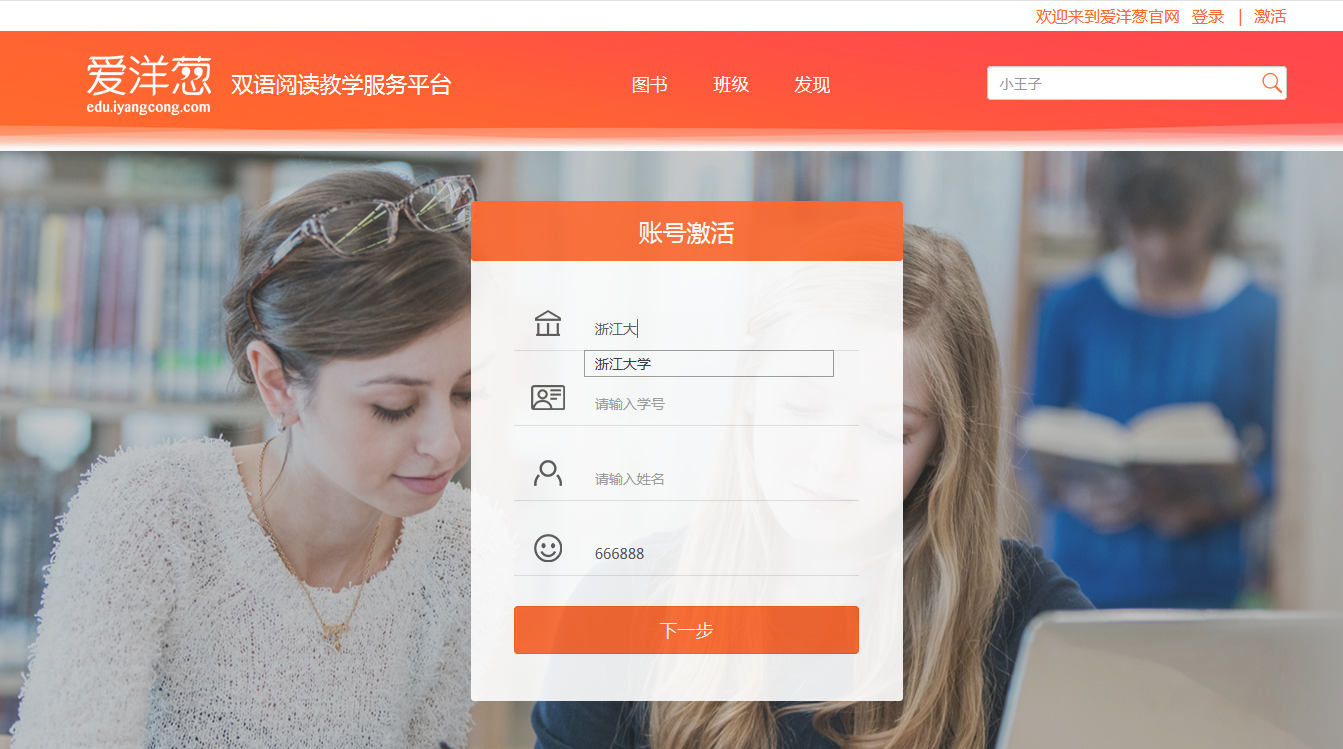 欢迎来到爱洋葱官网 登录 | 激活
爱洋葱
edu.iyangcong.com
双语阅读教学服务平台
图书 班级 发现
小王子
账号激活
浙江大
浙江大学
请输入学号
请输入姓名
666888
下一步